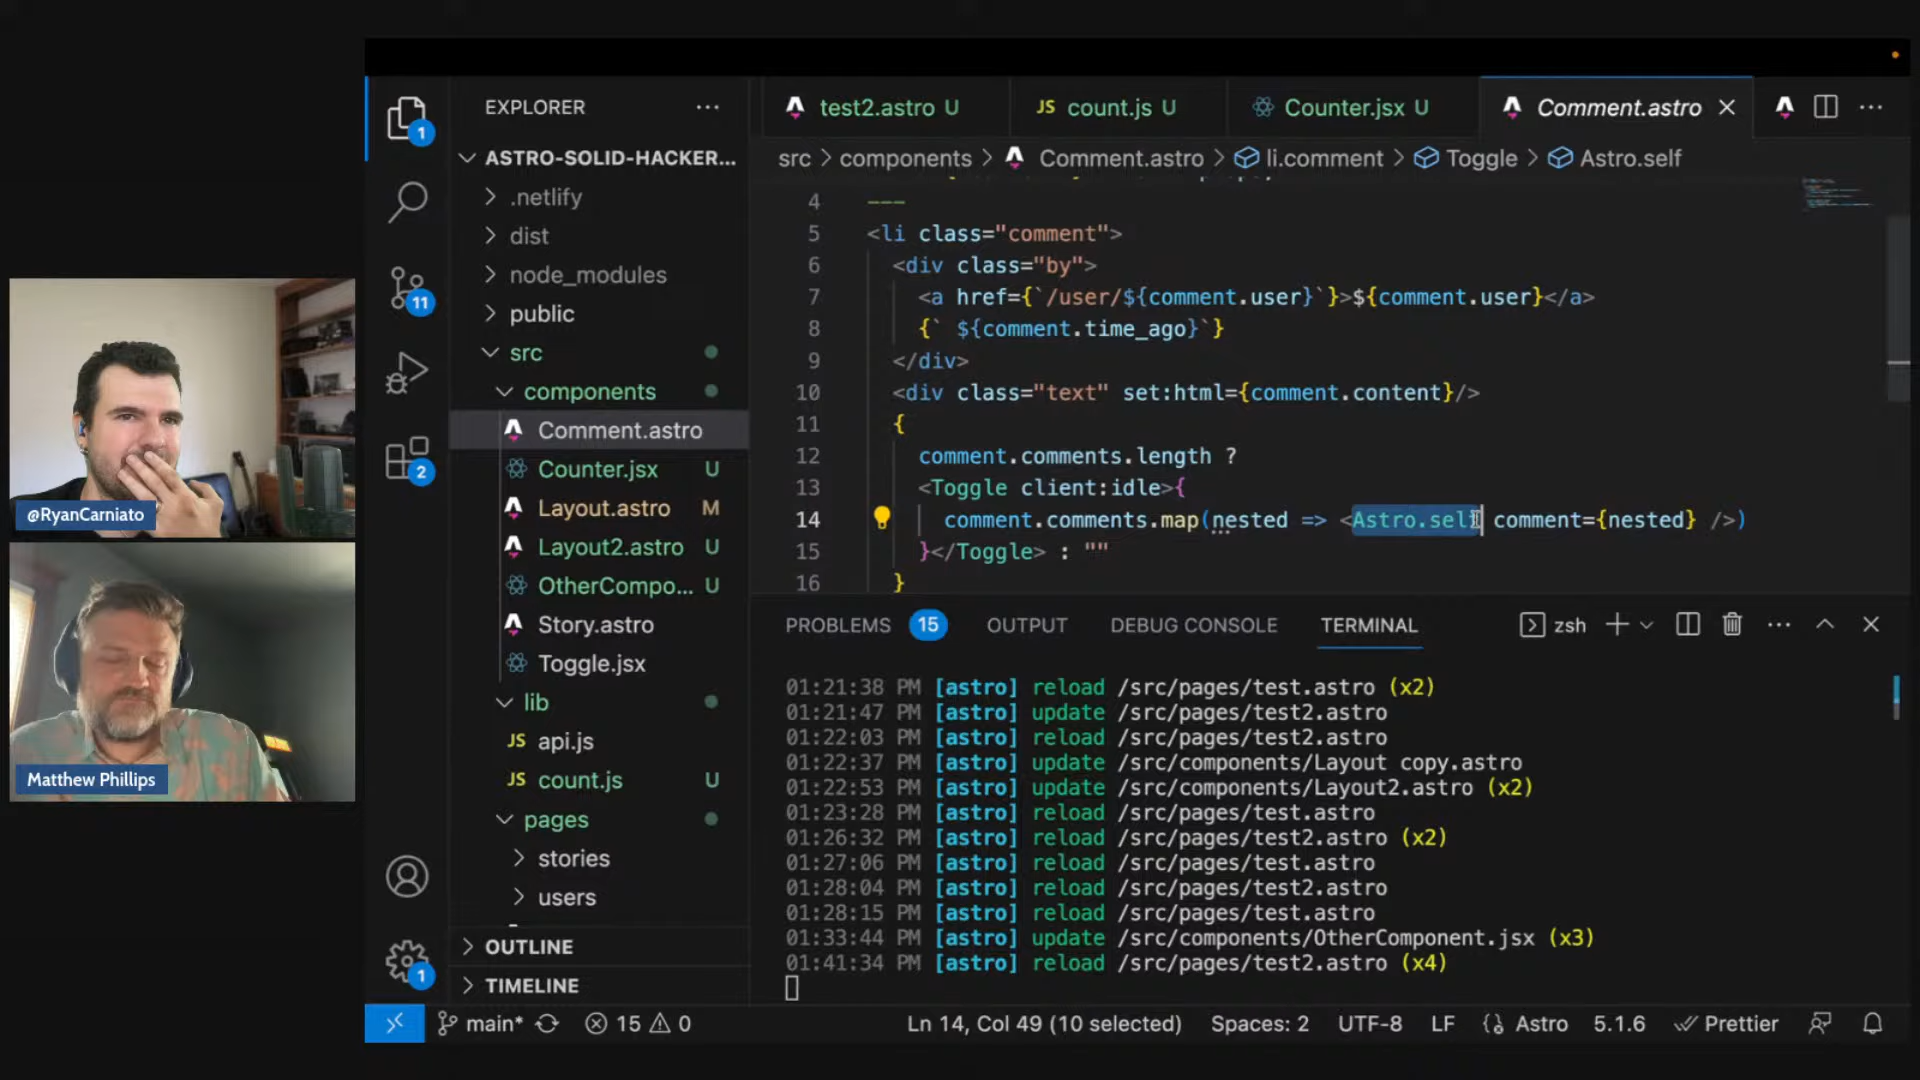 @RyanCarniato
Matthew Phillips
1
11
2
1
EXPLORER
ASTRO-SOLID-HACKER...
.netlify
dist
node_modules
public
src
components
Comment.astro
Counter.jsx U
Layout.astro M
Layout2.astro U
OtherCompo... U
Story.astro
Toggle.jsx
lib
JS api.js
JS count.js U
pages
stories
users
OUTLINE
TIMELINE
test2.astro U
JS count.js U
Counter.jsx U
Comment.astro
src > components > Comment.astro > li.comment > Toggle > Astro.self
4 ---
5 <li class="comment">
6 <div class="by">
7 <a href={`/user/${comment.user}`}>${comment.user}</a>
8 {` ${comment.time_ago}`}
9 </div>
10 <div class="text" set:html={comment.content}/>
11 {
12 comment.comments.length ?
13 <Toggle client:idle>{
14 comment.comments.map(nested => <Astro.self comment={nested} />)
15 }</Toggle> : ""
16 }
PROBLEMS 15 OUTPUT DEBUG CONSOLE TERMINAL zsh
01:21:38 PM [astro] reload /src/pages/test.astro (x2)
01:21:47 PM [astro] update /src/pages/test2.astro
01:22:03 PM [astro] reload /src/pages/test2.astro
01:22:37 PM [astro] update /src/components/Layout copy.astro
01:22:53 PM [astro] update /src/components/Layout2.astro (x2)
01:23:28 PM [astro] reload /src/pages/test.astro
01:26:32 PM [astro] reload /src/pages/test2.astro (x2)
01:27:06 PM [astro] reload /src/pages/test.astro
01:28:04 PM [astro] reload /src/pages/test2.astro
01:28:15 PM [astro] reload /src/pages/test.astro
01:33:44 PM [astro] update /src/components/OtherComponent.jsx (x3)
01:41:34 PM [astro] reload /src/pages/test2.astro (x4)
main* 15 0 Ln 14, Col 49 (10 selected) Spaces: 2 UTF-8 LF {} Astro 5.1.6 Prettier